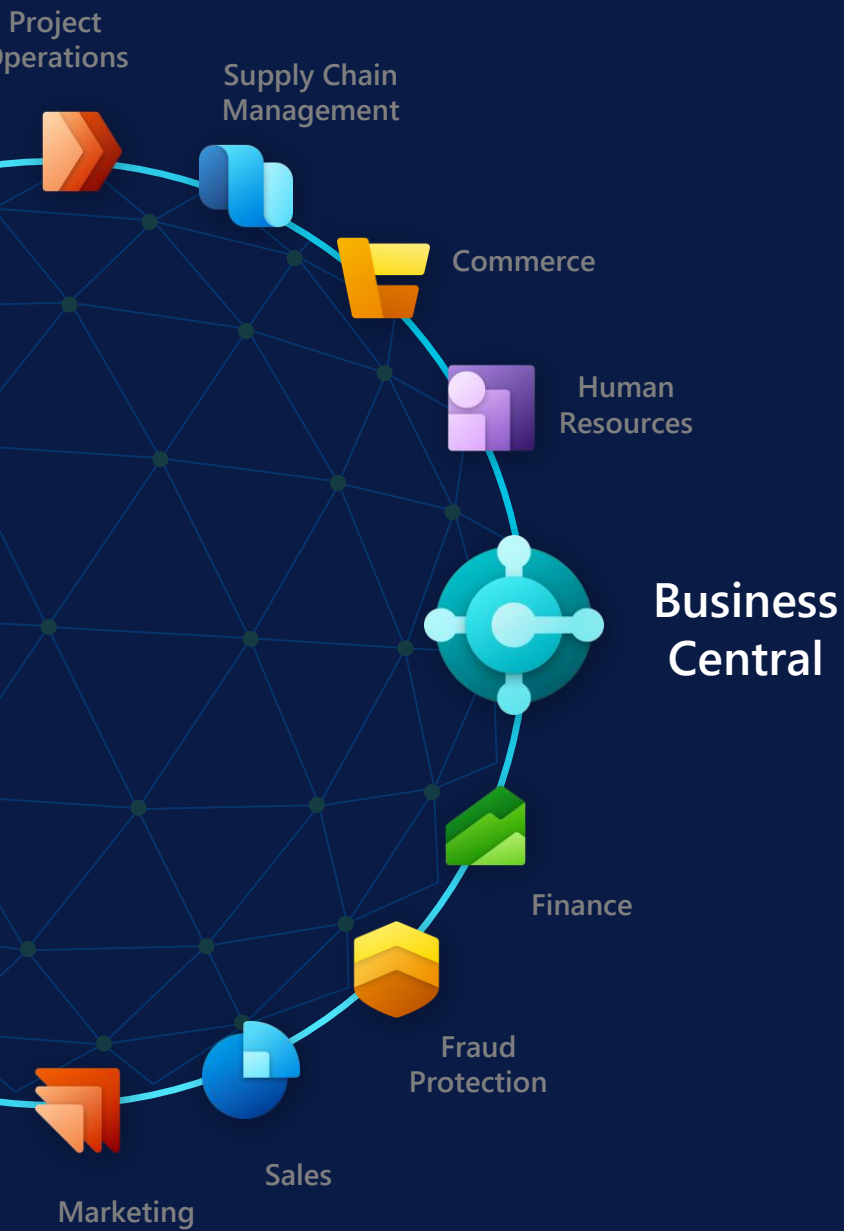 Project
Operations
Supply Chain
Management
Commerce
Human
Resources
Business
Central
Finance
Fraud
Protection
Sales
Marketing